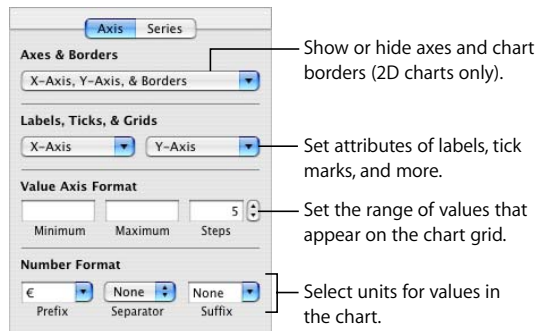 Axis Series
Axes & Borders
X-Axis, Y-Axis, & Borders
Show or hide axes and chart
borders (2D charts only).
Labels, Ticks, & Grids
X-Axis Y-Axis
Set attributes of labels, tick
marks, and more.
Value Axis Format
5
Minimum Maximum Steps
Set the range of values that
appear on the chart grid.
Number Format
€ None None
Prefix Separator Suffix
Select units for values in
the chart.